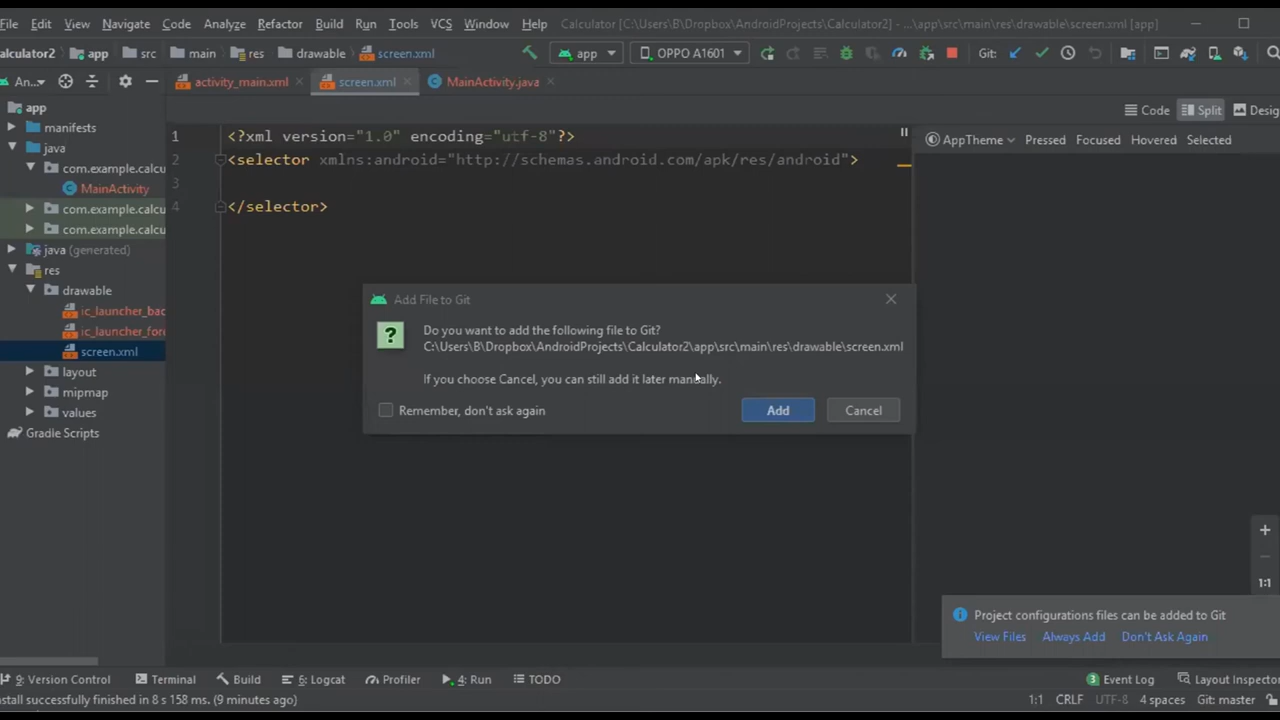 File Edit View Navigate Code Analyze Refactor Build Run Tools VCS Window Help Calculator [C:\Users\B\Dropbox\AndroidProjects\Calculator2] - ...\app\src\main\res\drawable\screen.xml [app]
alculator2 app src main res drawable screen.xml app OPPO A1601 Git:
An... activity_main.xml screen.xml MainActivity.java
Code Split Desig
app
manifests
java
com.example.calcu
MainActivity
com.example.calcu
com.example.calcu
java (generated)
res
drawable
ic_launcher_bac
ic_launcher_fore
screen.xml
layout
mipmap
values
Gradle Scripts
1 <?xml version="1.0" encoding="utf-8"?>
2 <selector xmlns:android="http://schemas.android.com/apk/res/android">
3
4 </selector>
AppTheme Pressed Focused Hovered Selected
Add File to Git
Do you want to add the following file to Git?
C:\Users\B\Dropbox\AndroidProjects\Calculator2\app\src\main\res\drawable\screen.xml
If you choose Cancel, you can still add it later manually.
Remember, don't ask again Add Cancel
1:1
Project configurations files can be added to Git
View Files Always Add Don't Ask Again
9: Version Control Terminal Build 6: Logcat Profiler 4: Run TODO 3 Event Log Layout Inspector
nstall successfully finished in 8 s 158 ms. (9 minutes ago) 1:1 CRLF UTF-8 4 spaces Git: master